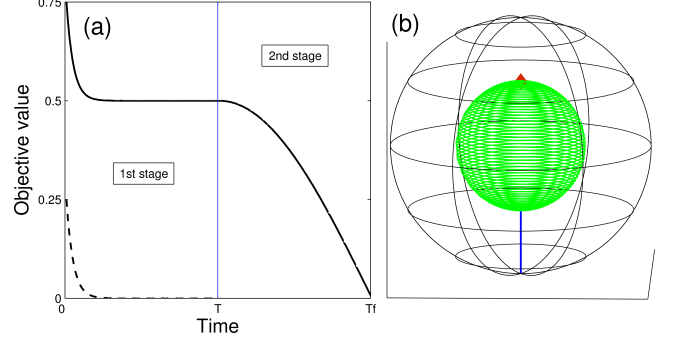 (a)
(b)
0.75
2nd stage
0.5
Objective value
1st stage
0.25
0
0
T
Tf
Time